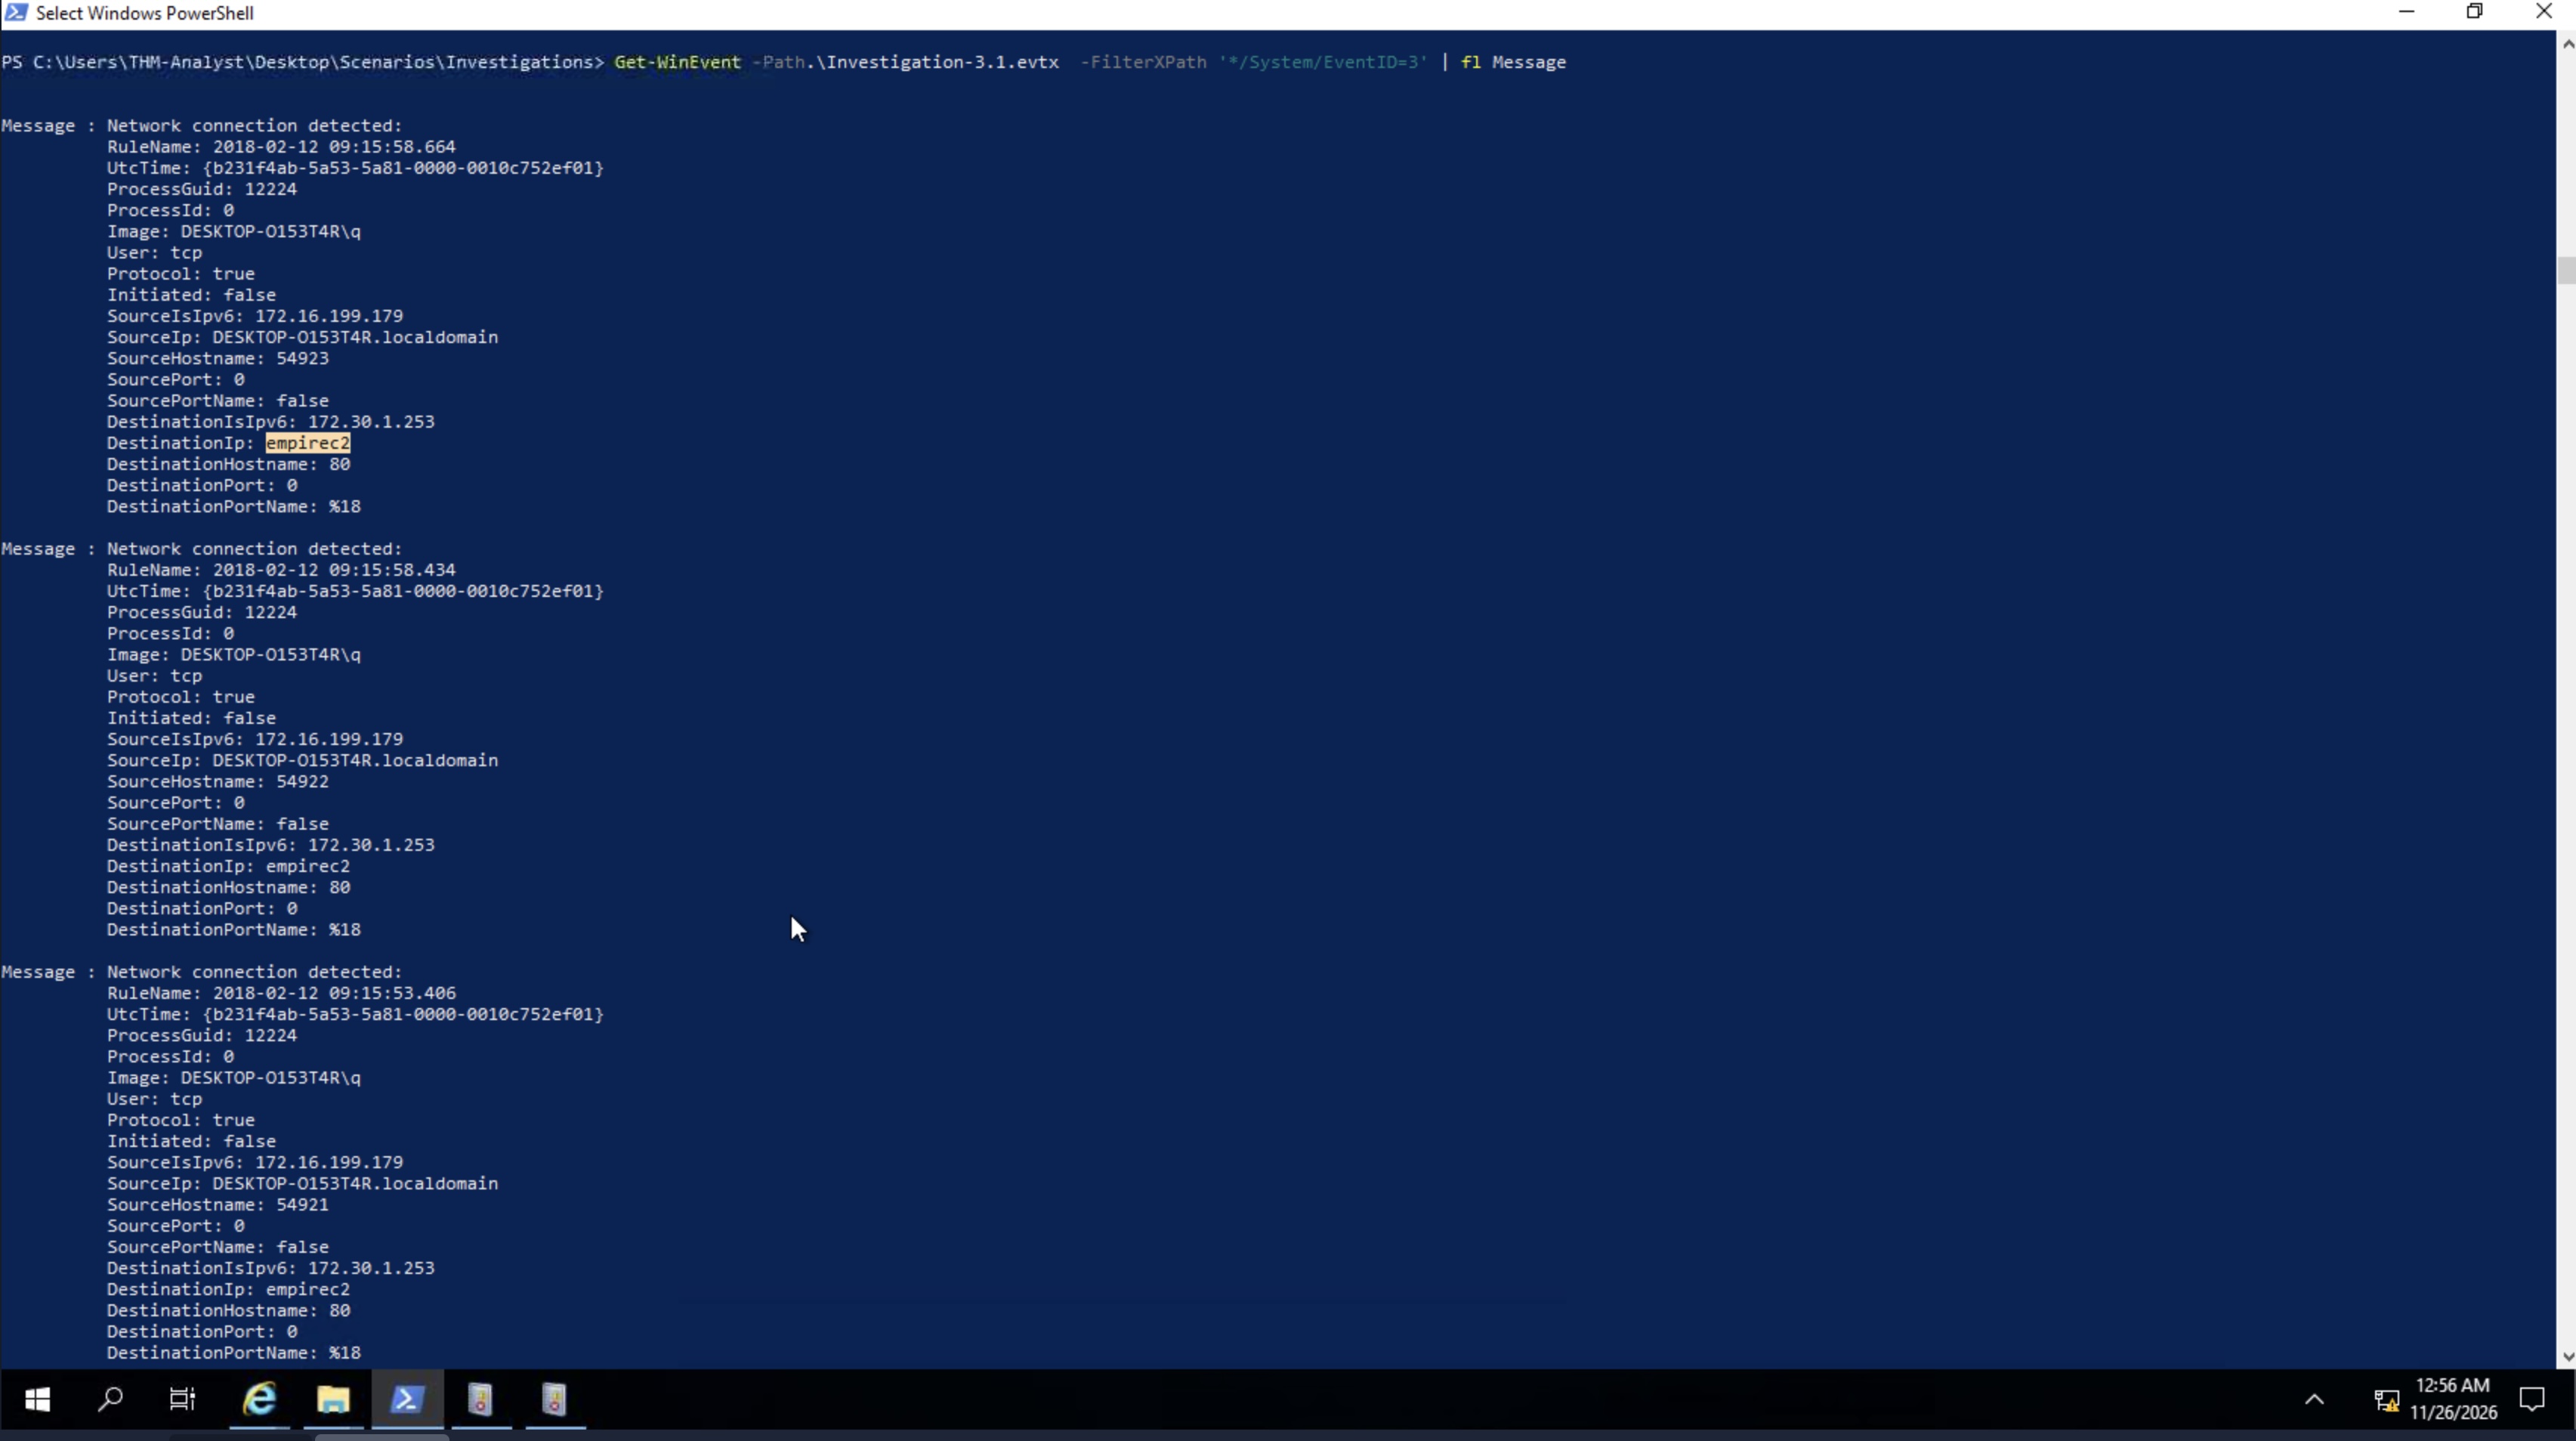 Select Windows PowerShell
PS C:\Users\THM-Analyst\Desktop\Scenarios\Investigations> Get-WinEvent -Path.\Investigation-3.1.evtx  -FilterXPath '*/System/EventID=3' | fl Message
Message : Network connection detected:
RuleName: 2018-02-12 09:15:58.664
UtcTime: {b231f4ab-5a53-5a81-0000-0010c752ef01}
ProcessGuid: 12224
ProcessId: 0
Image: DESKTOP-O153T4R\q
User: tcp
Protocol: true
Initiated: false
SourceIsIpv6: 172.16.199.179
SourceIp: DESKTOP-O153T4R.localdomain
SourceHostname: 54923
SourcePort: 0
SourcePortName: false
DestinationIsIpv6: 172.30.1.253
DestinationIp: empirec2
DestinationHostname: 80
DestinationPort: 0
DestinationPortName: %18
Message : Network connection detected:
RuleName: 2018-02-12 09:15:58.434
UtcTime: {b231f4ab-5a53-5a81-0000-0010c752ef01}
ProcessGuid: 12224
ProcessId: 0
Image: DESKTOP-O153T4R\q
User: tcp
Protocol: true
Initiated: false
SourceIsIpv6: 172.16.199.179
SourceIp: DESKTOP-O153T4R.localdomain
SourceHostname: 54922
SourcePort: 0
SourcePortName: false
DestinationIsIpv6: 172.30.1.253
DestinationIp: empirec2
DestinationHostname: 80
DestinationPort: 0
DestinationPortName: %18
Message : Network connection detected:
RuleName: 2018-02-12 09:15:53.406
UtcTime: {b231f4ab-5a53-5a81-0000-0010c752ef01}
ProcessGuid: 12224
ProcessId: 0
Image: DESKTOP-O153T4R\q
User: tcp
Protocol: true
Initiated: false
SourceIsIpv6: 172.16.199.179
SourceIp: DESKTOP-O153T4R.localdomain
SourceHostname: 54921
SourcePort: 0
SourcePortName: false
DestinationIsIpv6: 172.30.1.253
DestinationIp: empirec2
DestinationHostname: 80
DestinationPort: 0
DestinationPortName: %18
12:56 AM
11/26/2026